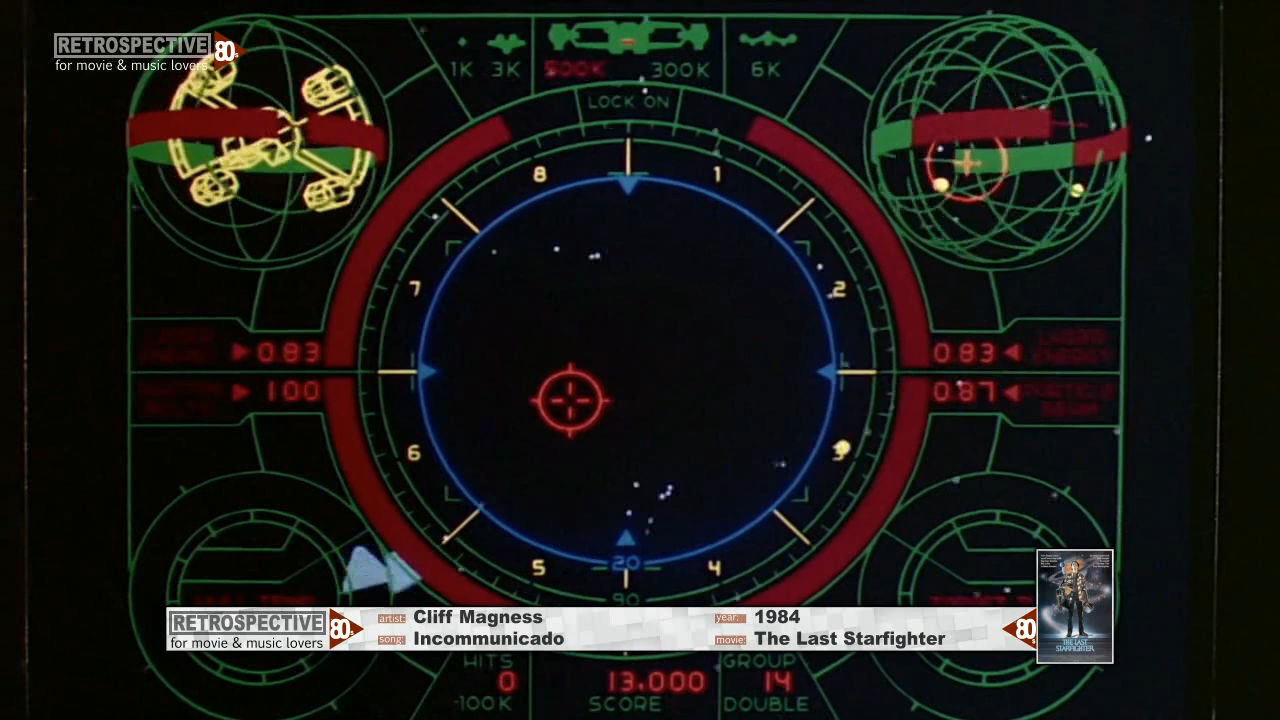 RETROSPECTIVE 80s
for movie & music lovers
1K 3K 500K 300K 6K
LOCK ON
8 1
7 2
0.83 0.83
100 0.87
6 3
5 4
20
90
RETROSPECTIVE 80s
for movie & music lovers
artist: Cliff Magness
song: Incommunicado
year: 1984
movie: The Last Starfighter
80s
THE LAST
STARFIGHTER
HITS
0
-100K
13.000
SCORE
GROUP
14
DOUBLE